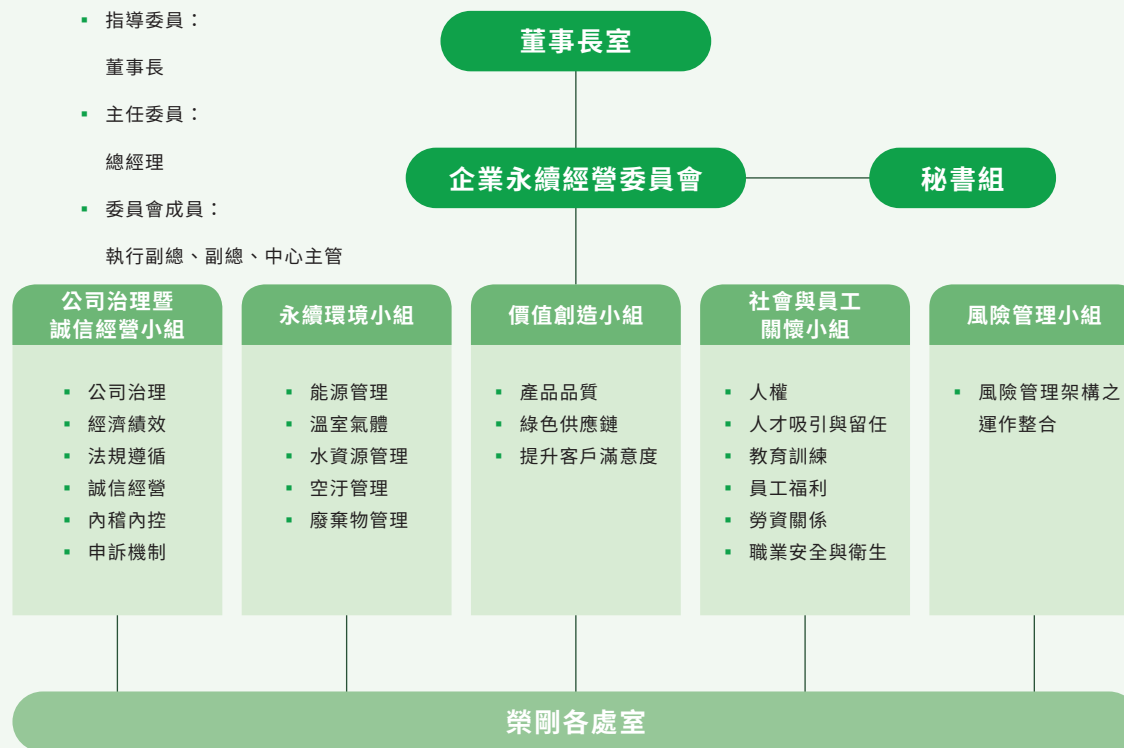 指導委員：
董事長
主任委員：
總經理
委員會成員：
執行副總、副總、中心主管
董事長室
企業永續經營委員會
秘書組
公司治理暨
誠信經營小組
公司治理
經濟績效
法規遵循
誠信經營
內稽內控
申訴機制
永續環境小組
能源管理
溫室氣體
水資源管理
空汙管理
廢棄物管理
價值創造小組
產品品質
綠色供應鏈
提升客戶滿意度
社會與員工
關懷小組
人權
人才吸引與留任
教育訓練
員工福利
勞資關係
職業安全與衛生
風險管理小組
風險管理架構之
運作整合
榮剛各處室